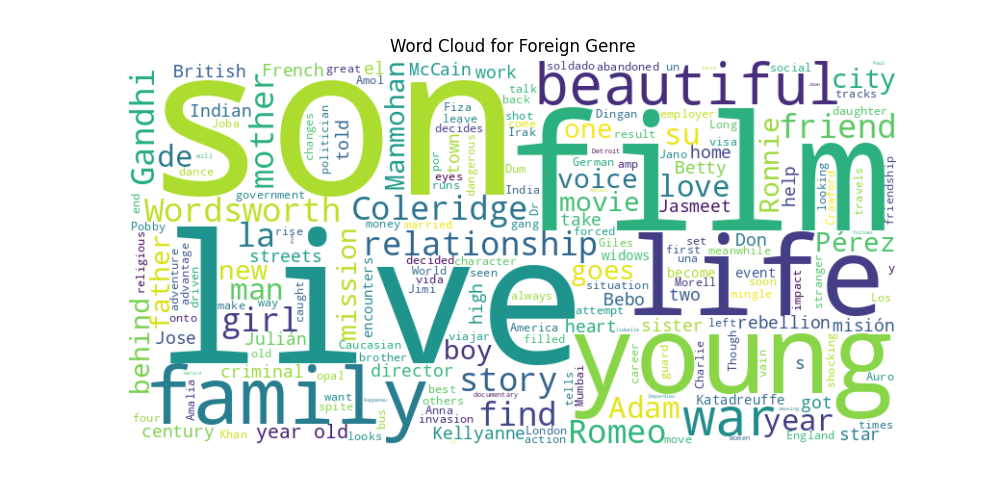 Word Cloud for Foreign Genre
son
film
live
life
young
family
beautiful
war
British
French
great
el
McCain
work
soldado
abandoned
un
social
Paul
city
Amol
Gandhi
Indian
Joba
mother
changes
politician
told
Manmohan
Fiza
leave
decides
town
eyes
runs
dangerous
talk
back
shot
come
Irak
Dum
India
Dingan
one
result
German
amp
voice
employer
su
Long
visa
Jano
home
Betty
love
Jasmeet
Detroit
tracks
daughter
friend
Ronnie
help
looking
Crawford
travels
friendship
de
dance
will
government
end
Wordsworth
Coleridge
Dr
gang
movie
take
forced
Pobby
religious
father
adventure
advantage
driven
la
rise
streets
money
married
relationship
Giles
widows
first
una
set
meanwhile
Don
Pérez
y
new
man
mission
encounters
decided
character
World
vida
Jimi
seen
high
always
goes
situation
become
Morell
soon
event
mingle
impact
stranger
Los
two
Bebo
attempt
behind
onto
make
way
caught
girl
Jose
Julián
old
Caucasian
brother
boy
viajar
America
filled
heart
Isabelle
sister
left
rebellion
misión
career
guard
Charlie
Though
vain
s
shocking
Auro
criminal
opal
director
story
tells
Mumbai
Gerard
Amalia
want
spite
bus
best
others
documentary
Anna
invasion
find
Adam
Depardieu
Katadreuffe
got
amazing
four
century
Khan
year old
looks
Kellyanne
London
action
Romeo
move
women
year
England
times
star